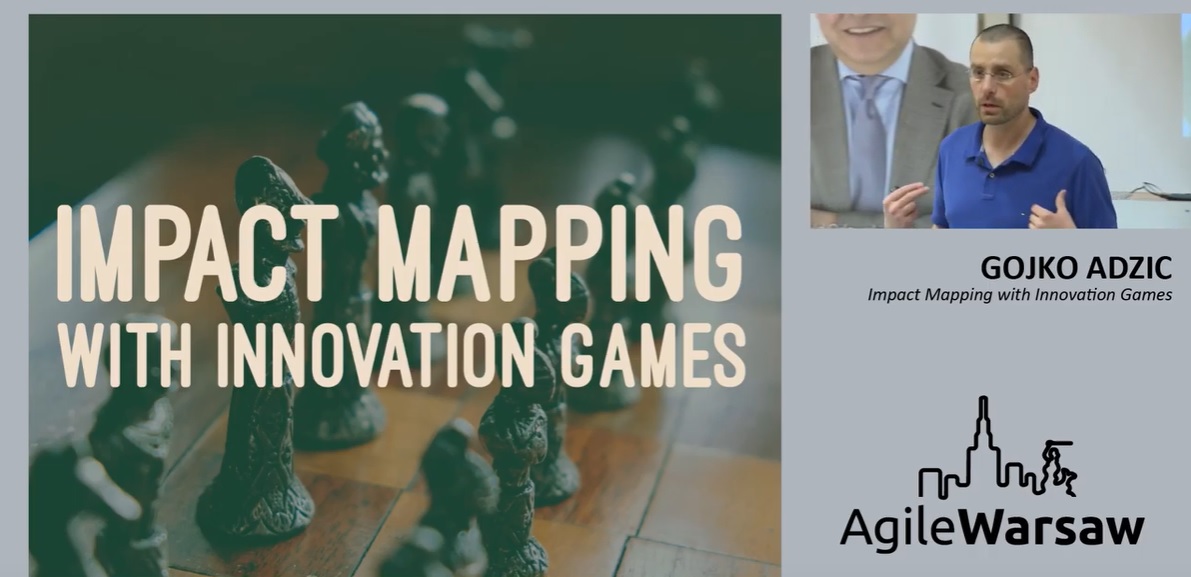 IMPACT MAPPING
WITH INNOVATION GAMES
GOJKO ADZIC
Impact Mapping with Innovation Games
AgileWarsaw